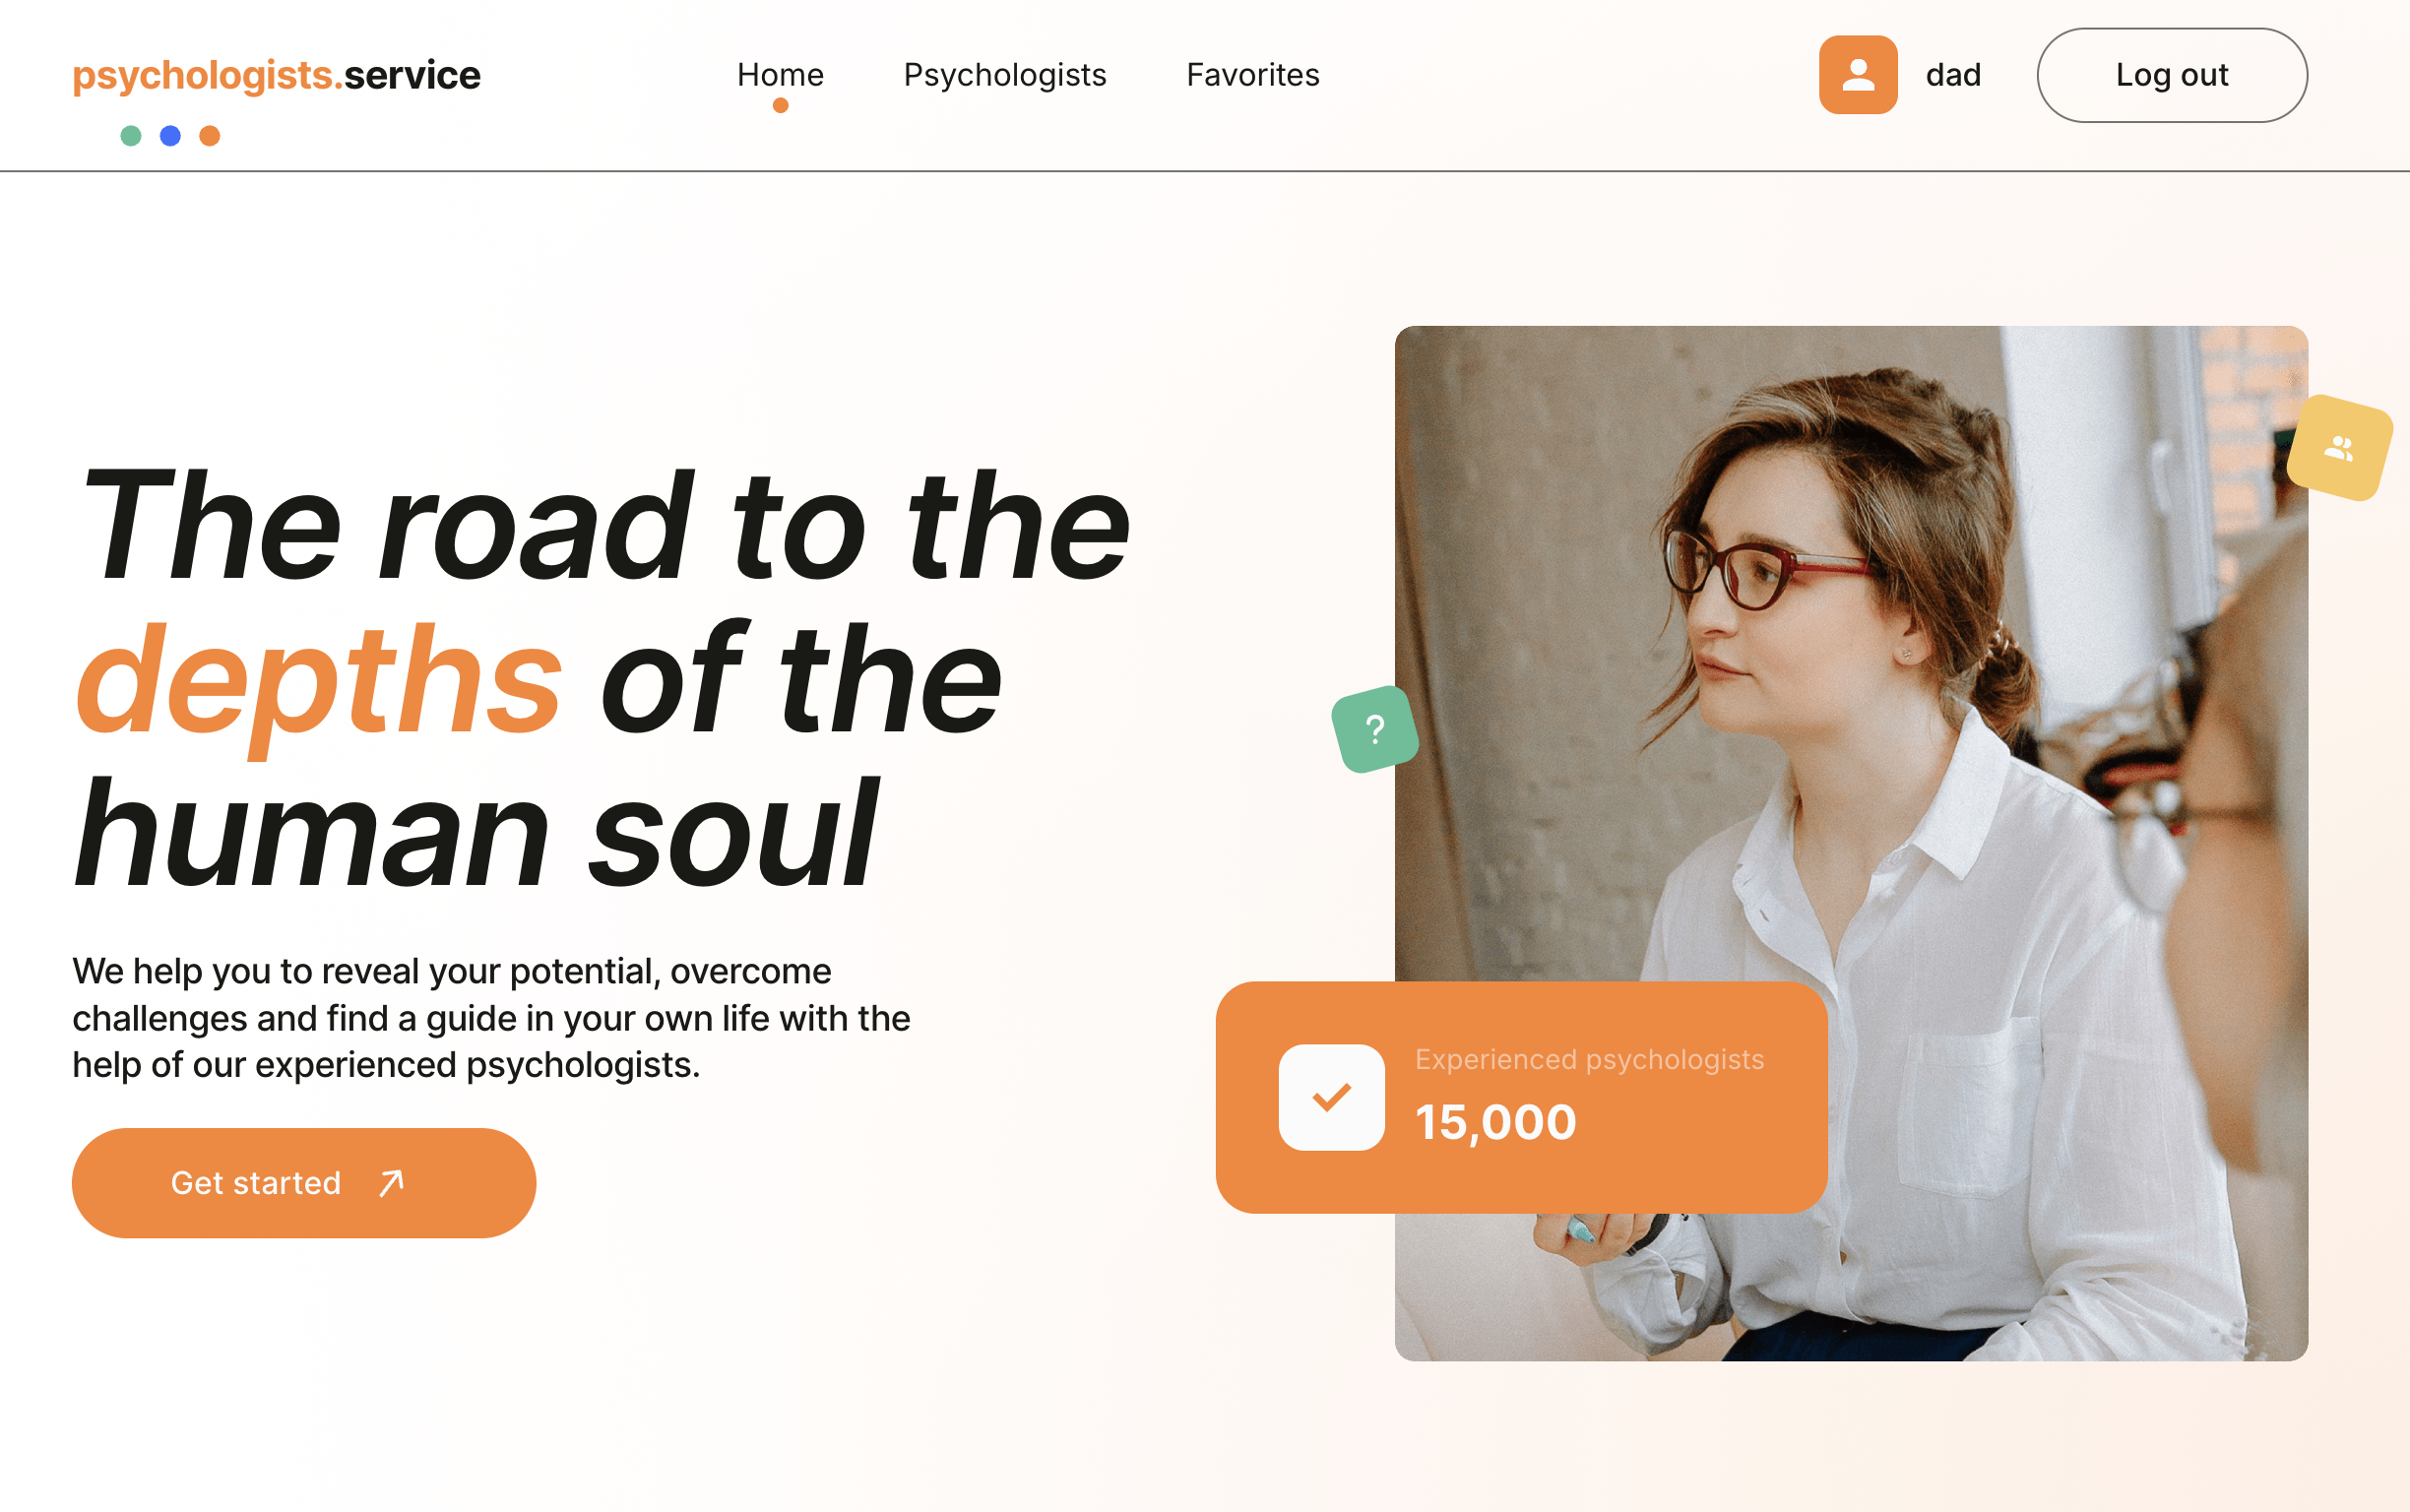 psychologists.service
Home
Psychologists
Favorites
dad
Log out
The road to the
depths of the
human soul
?
We help you to reveal your potential, overcome
challenges and find a guide in your own life with the
help of our experienced psychologists.
Experienced psychologists
15,000
Get started